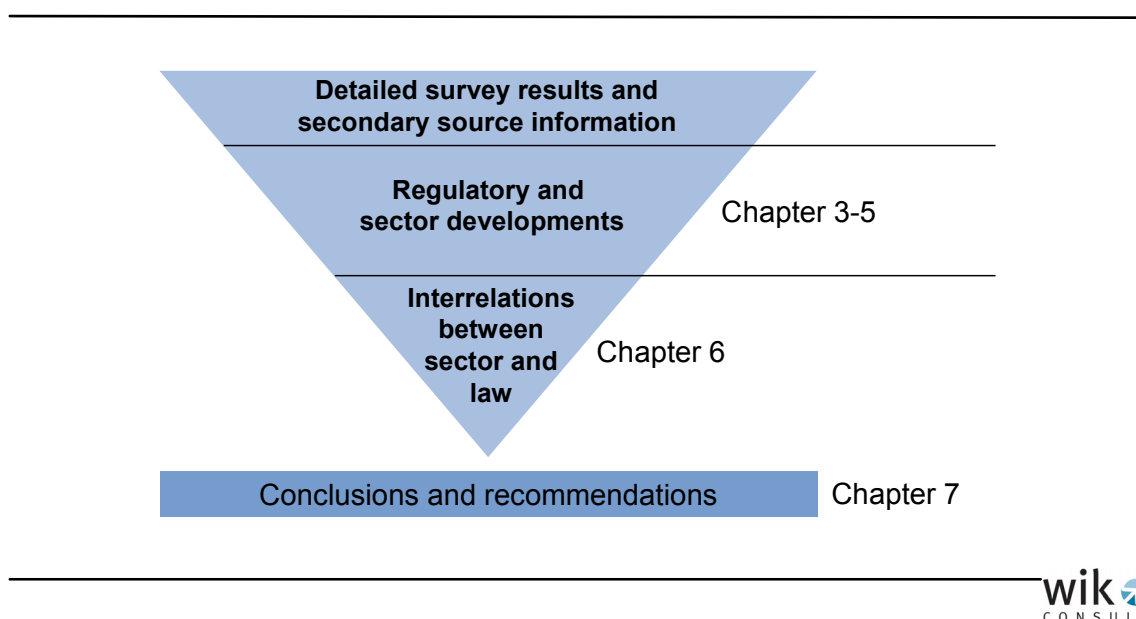 Detailed survey results and
secondary source information
Regulatory and
sector developments
Chapter 3-5
Interrelations
between
sector and
law
Chapter 6
Conclusions and recommendations
Chapter 7
wik
CONSUL